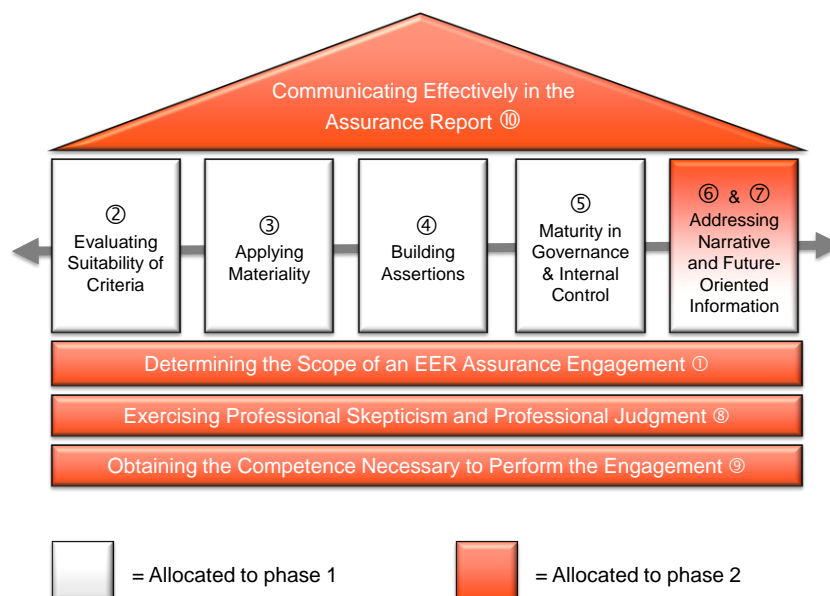 Communicating Effectively in the
Assurance Report ⑩
②
Evaluating
Suitability of
Criteria
③
Applying
Materiality
④
Building
Assertions
⑤
Maturity in
Governance
& Internal
Control
⑥ & ⑦
Addressing
Narrative
and Future-
Oriented
Information
Determining the Scope of an EER Assurance Engagement ①
Exercising Professional Skepticism and Professional Judgment ⑧
Obtaining the Competence Necessary to Perform the Engagement ⑨
= Allocated to phase 1
= Allocated to phase 2